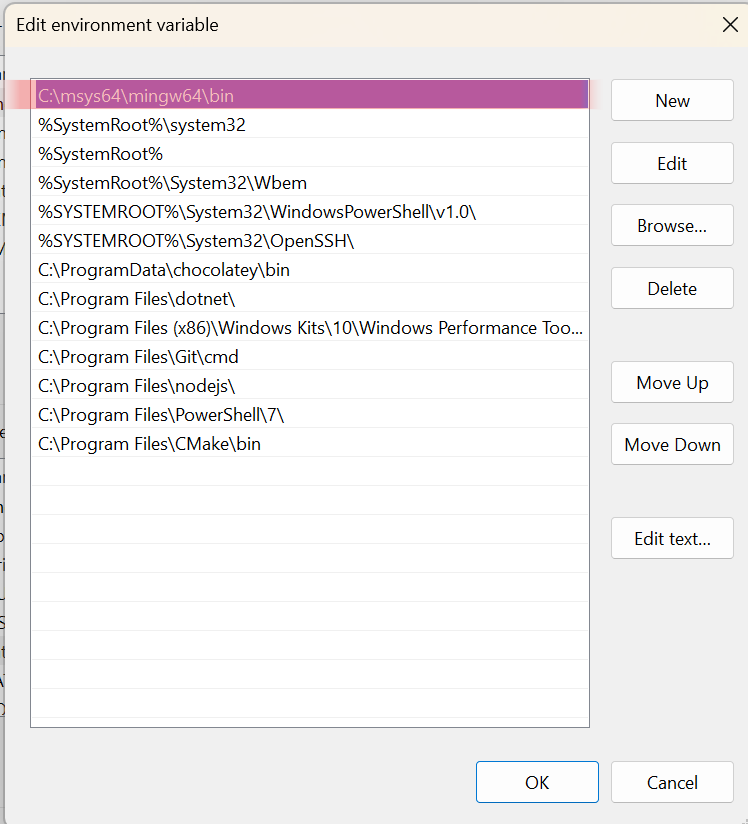 Edit environment variable
C:\msys64\mingw64\bin
%SystemRoot%\system32
%SystemRoot%
%SystemRoot%\System32\Wbem
%SYSTEMROOT%\System32\WindowsPowerShell\v1.0\
%SYSTEMROOT%\System32\OpenSSH\
C:\ProgramData\chocolatey\bin
C:\Program Files\dotnet\
C:\Program Files (x86)\Windows Kits\10\Windows Performance Too...
C:\Program Files\Git\cmd
C:\Program Files\nodejs\
C:\Program Files\PowerShell\7\
C:\Program Files\CMake\bin
New
Edit
Browse...
Delete
Move Up
Move Down
Edit text...
OK
Cancel